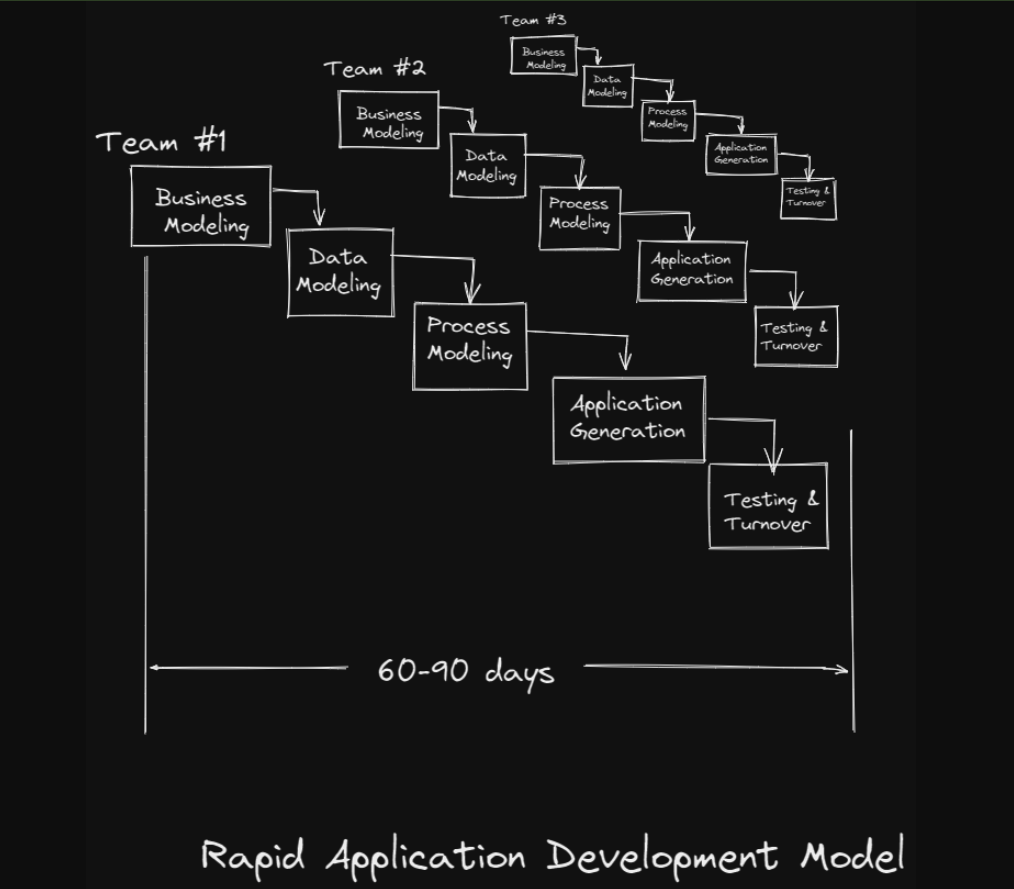 Team #3
Business
Modeling
Data
Modeling
Process
Modeling
Application
Generation
Testing &
Turnover
Team #2
Business
Modeling
Data
Modeling
Process
Modeling
Application
Generation
Testing &
Turnover
Team #1
Business
Modeling
Data
Modeling
Process
Modeling
Application
Generation
Testing &
Turnover
60-90 days
Rapid Application Development Model